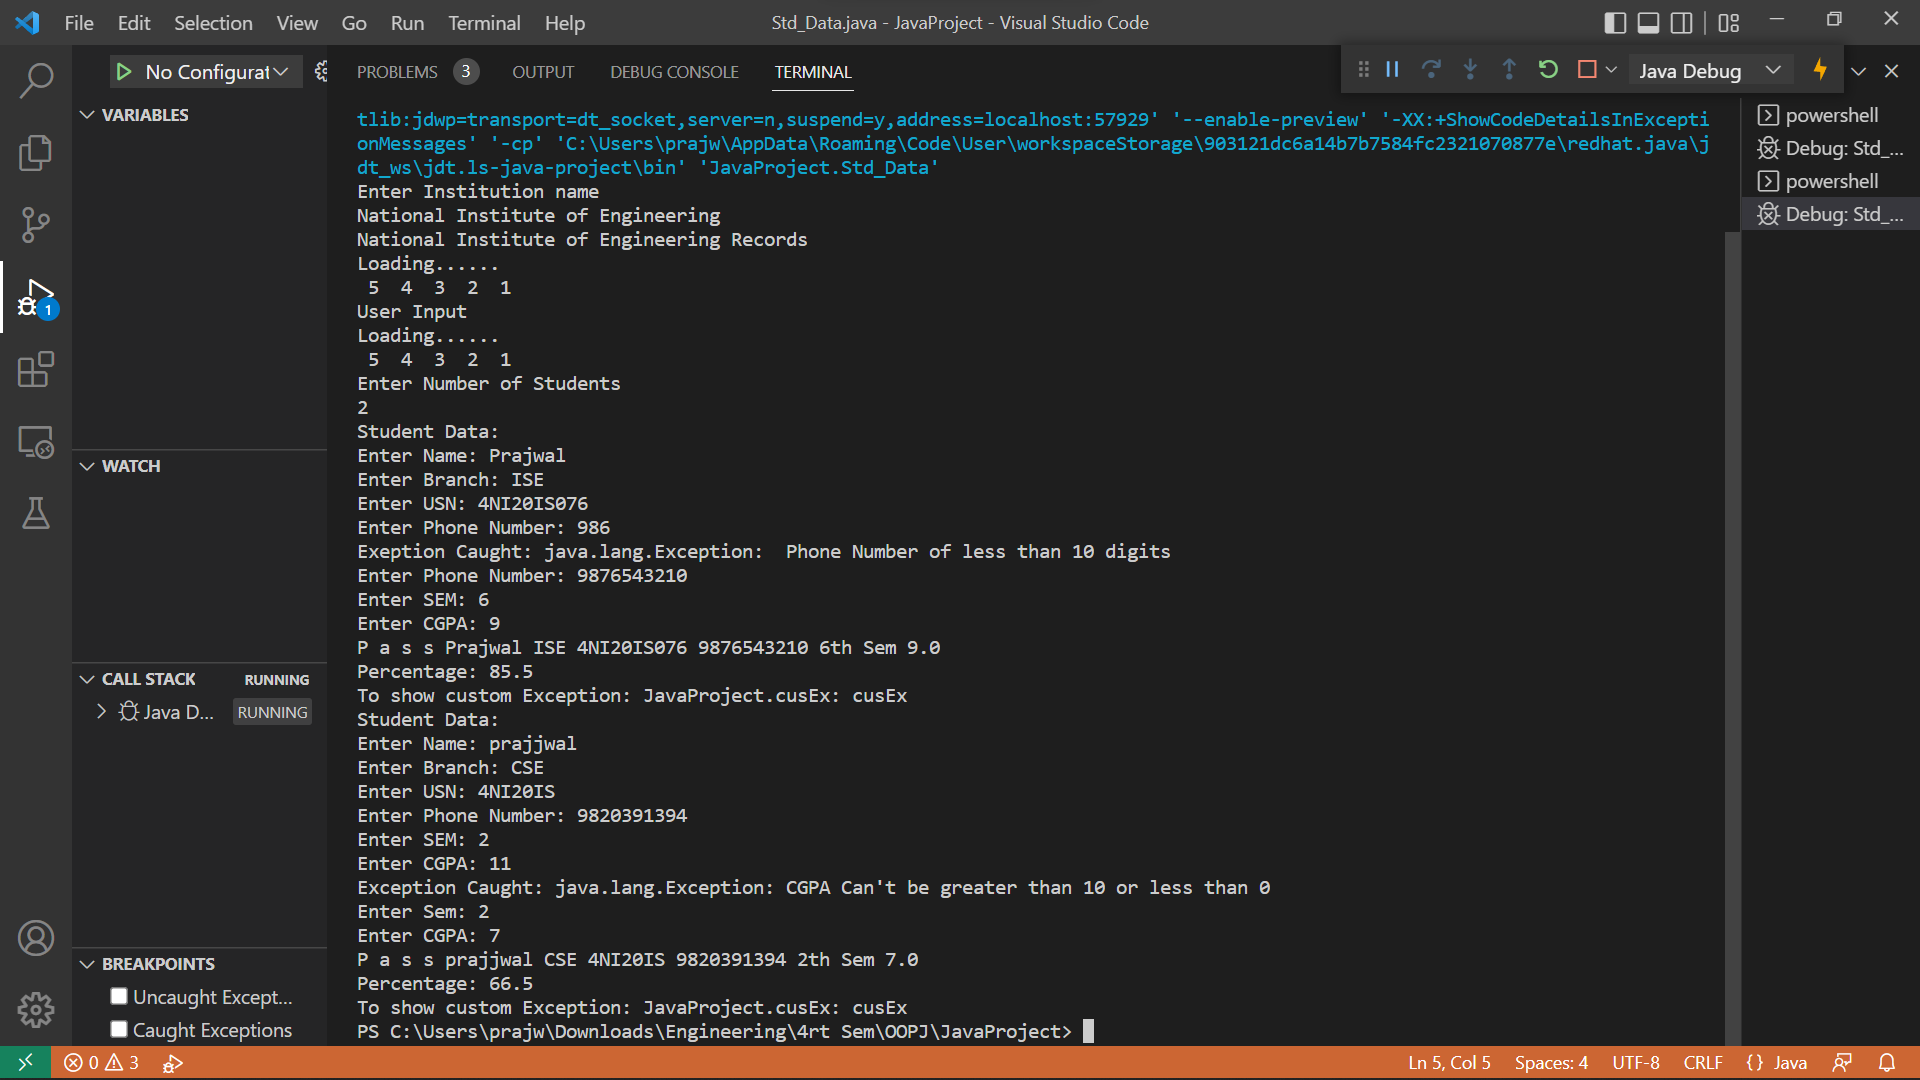 File Edit Selection View Go Run Terminal Help
Std_Data.java - JavaProject - Visual Studio Code
No Configurat
PROBLEMS 3 OUTPUT DEBUG CONSOLE TERMINAL
Java Debug
VARIABLES
WATCH
CALL STACK RUNNING
Java D... RUNNING
BREAKPOINTS
Uncaught Except...
Caught Exceptions
1
tlib:jdwp=transport=dt_socket,server=n,suspend=y,address=localhost:57929' '--enable-preview' '-XX:+ShowCodeDetailsInExcepti
onMessages' '-cp' 'C:\Users\prajw\AppData\Roaming\Code\User\workspaceStorage\903121dc6a14b7b7584fc2321070877e\redhat.java\j
dt_ws\jdt.ls-java-project\bin' 'JavaProject.Std_Data'
Enter Institution name
National Institute of Engineering
National Institute of Engineering Records
Loading......
5 4 3 2 1
User Input
Loading......
5 4 3 2 1
Enter Number of Students
2
Student Data:
Enter Name: Prajwal
Enter Branch: ISE
Enter USN: 4NI20IS076
Enter Phone Number: 986
Exeption Caught: java.lang.Exception:  Phone Number of less than 10 digits
Enter Phone Number: 9876543210
Enter SEM: 6
Enter CGPA: 9
P a s s Prajwal ISE 4NI20IS076 9876543210 6th Sem 9.0
Percentage: 85.5
To show custom Exception: JavaProject.cusEx: cusEx
Student Data:
Enter Name: prajjwal
Enter Branch: CSE
Enter USN: 4NI20IS
Enter Phone Number: 9820391394
Enter SEM: 2
Enter CGPA: 11
Exception Caught: java.lang.Exception: CGPA Can't be greater than 10 or less than 0
Enter Sem: 2
Enter CGPA: 7
P a s s prajjwal CSE 4NI20IS 9820391394 2th Sem 7.0
Percentage: 66.5
To show custom Exception: JavaProject.cusEx: cusEx
PS C:\Users\prajw\Downloads\Engineering\4rt Sem\OOPJ\JavaProject>
powershell
Debug: Std_...
powershell
Debug: Std_...
0 3
Ln 5, Col 5 Spaces: 4 UTF-8 CRLF {} Java